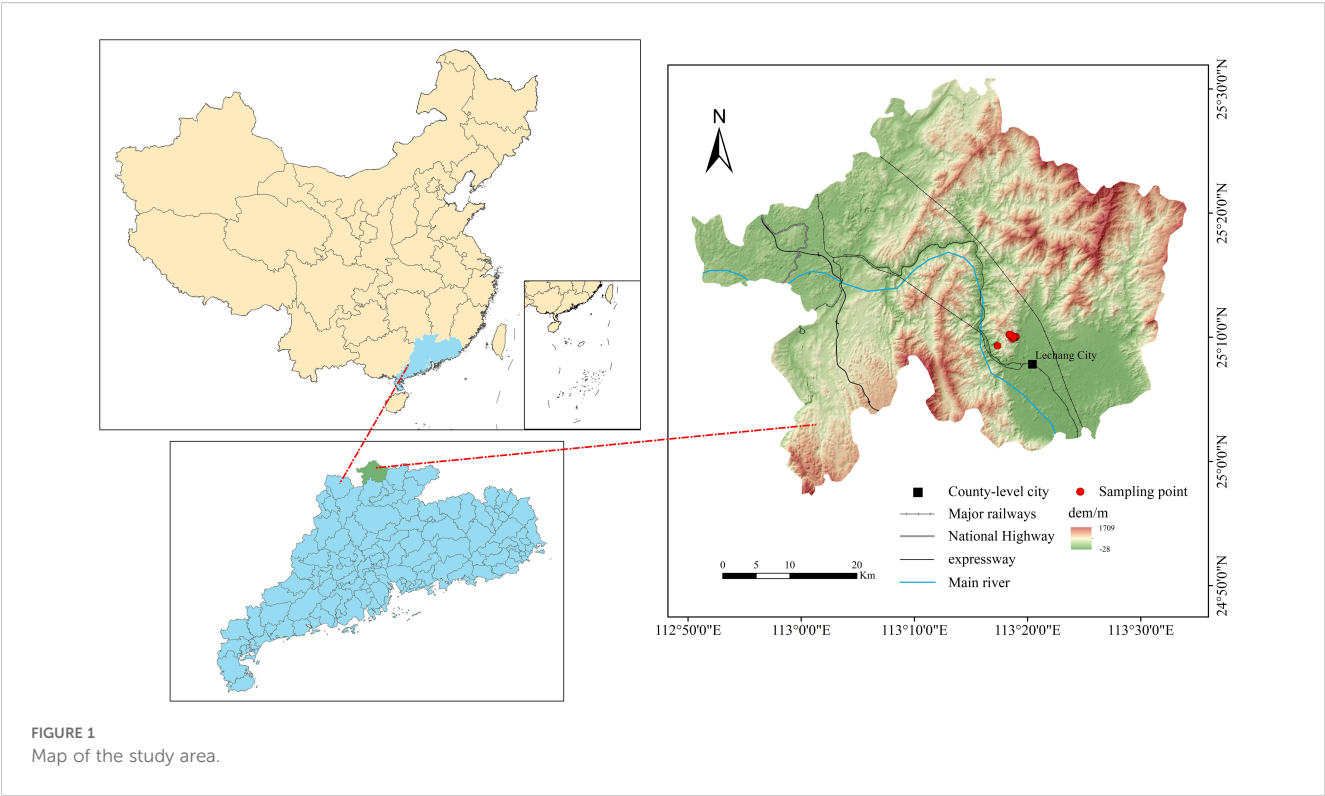 N
Lechang City
25°30'0"N
25°20'0"N
25°10'0"N
25°0'0"N
24°50'0"N
County-level city
Sampling point
Major railways
dem/m
National Highway
1709
-28
expressway
Main river
0 5 10 20
Km
112°50'0"E 113°0'0"E 113°10'0"E 113°20'0"E 113°30'0"E
FIGURE 1
Map of the study area.